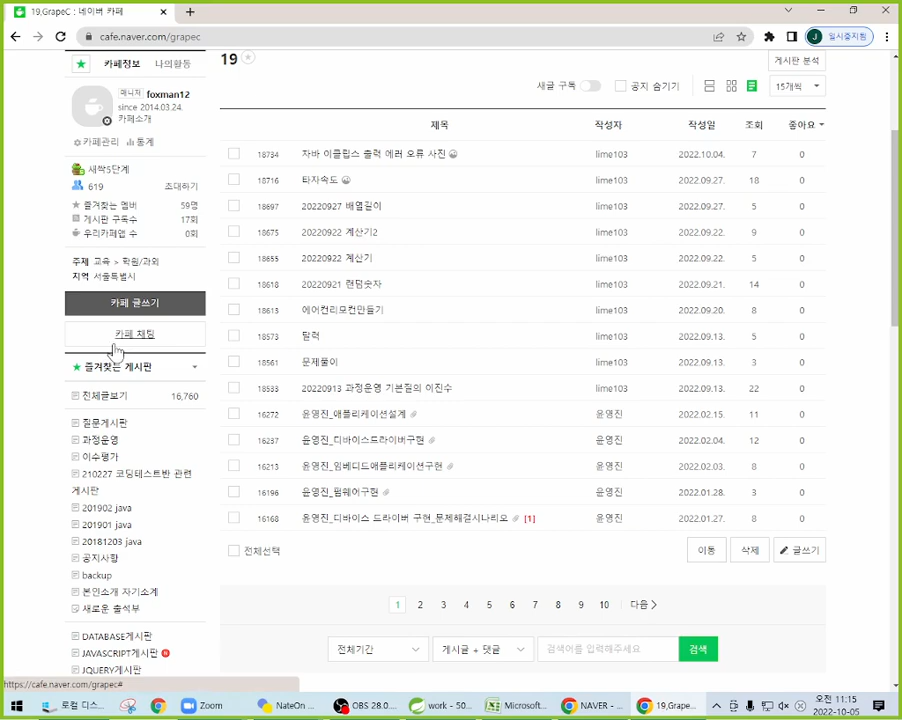 19,GrapeC : 네이버 카페
cafe.naver.com/grapec
J 일시중지됨
카페정보 나의활동
매니저 foxman12
since 2014.03.24.
카페소개
카페관리 통계
새싹5단계
619 초대하기
즐겨찾는 멤버 59명
게시판 구독수 17회
우리카페앱 수 0회
주제 교육 > 학원/과외
지역 서울특별시
카페 글쓰기
카페 채팅
즐겨찾는 게시판
전체글보기 16,760
질문게시판
과정운영
이수평가
210227 코딩테스트반 관련
게시판
201902 java
201901 java
20181203 java
공지사항
backup
본인소개 자기소계
새로운 출석부
DATABASE게시판
JAVASCRIPT게시판
JQUERY게시판
19
게시판 분석
새글 구독 공지 숨기기 15개씩
제목 작성자 작성일 조회 좋아요
18734 자바 이클립스 출력 에러 오류 사진 lime103 2022.10.04. 7 0
18716 타자속도 lime103 2022.09.27. 18 0
18697 20220927 배열길이 lime103 2022.09.27. 5 0
18675 20220922 계산기2 lime103 2022.09.22. 9 0
18655 20220922 계산기 lime103 2022.09.22. 5 0
18618 20220921 랜덤숫자 lime103 2022.09.21. 14 0
18613 에어컨리모컨만들기 lime103 2022.09.20. 8 0
18573 달력 lime103 2022.09.13. 5 0
18561 문제풀이 lime103 2022.09.13. 3 0
18533 20220913 과정운영 기본절의 이진수 lime103 2022.09.13. 22 0
16272 윤영진_애플리케이션설계 윤영진 2022.02.15. 11 0
16237 윤영진_디바이스드라이버구현 윤영진 2022.02.04. 12 0
16213 윤영진_임베디드애플리케이션구현 윤영진 2022.02.03. 8 0
16196 윤영진_펌웨어구현 윤영진 2022.01.28. 3 0
16168 윤영진_디바이스 드라이버 구현_문제해결시나리오 [1] 윤영진 2022.01.27. 8 0
전체선택 이동 삭제 글쓰기
1 2 3 4 5 6 7 8 9 10 다음 >
전체기간 게시글 + 댓글 검색어를 입력해주세요 검색
https://cafe.naver.com/grapec#
로컬 디스... Zoom NateOn ... OBS 28.0... work - 50... Microsoft... NAVER - ... 19,Grape...
오전 11:15
2022-10-05